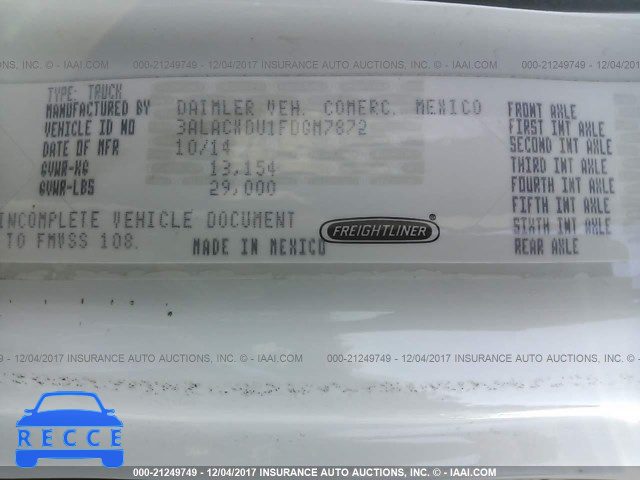 000-21249749 | 12/04/2017 INSURANCE AUTO AUCTIONS, INC. © - IAAI.COM
TYPE: TRUCK
MANUFACTURED BY DAIMLER VEH. COMERC. MEXICO
VEHICLE ID NO 3ALACXDV1FDGM7872
DATE OF MFR 10/14
GVWR-KG 13,154
GVWR-LBS 29,000
FRONT AXLE
FIRST INT AXLE
SECOND INT AXLE
THIRD INT AXLE
FOURTH INT AXLE
FIFTH INT AXLE
SIXTH INT AXLE
REAR AXLE
INCOMPLETE VEHICLE DOCUMENT
TO FMVSS 108.
MADE IN MEXICO
FREIGHTLINER ®
000-21249749 | 12/04/2017 INSURANCE AUTO AUCTIONS, INC. © - IAAI.COM
RECCE
000-21249749 - 12/04/2017 INSURANCE AUTO AUCTIONS, INC. © - IAAI.COM